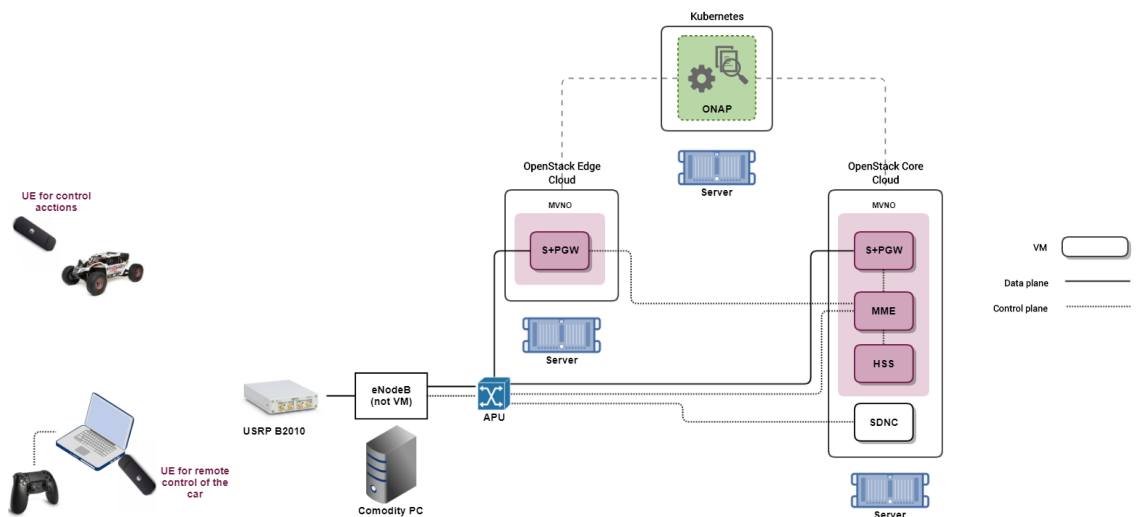 Kubernetes
ONAP
OpenStack Edge
Cloud
OpenStack Core
Cloud
Server
MVNO
MVNO
UE for control
acctions
S+PGW
S+PGW
VM
Data plane
Control plane
MME
Server
HSS
eNodeB
(not VM)
APU
SDNC
USRP B2010
UE for remote
control of the
car
Comodity PC
Server